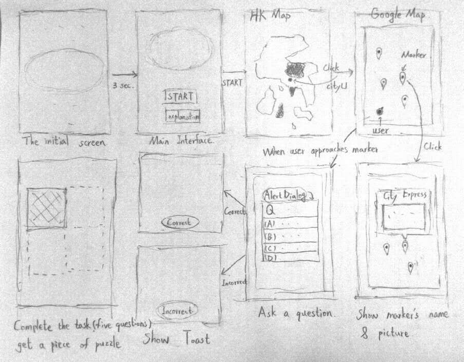 HK Map
Google Map
3 sec.
START
explanation
START
Click
cityU
Marker
user
The initial screen
Main Interface
When user approaches marker
Click
Correct
Incorrect
Correct
Incorrect
Alert Dialog
Q
(A)
(B)
(C)
(D)
City Express
Complete the task (five questions)
get a piece of puzzle
Show Toast
Ask a question
Show marker's name
& picture